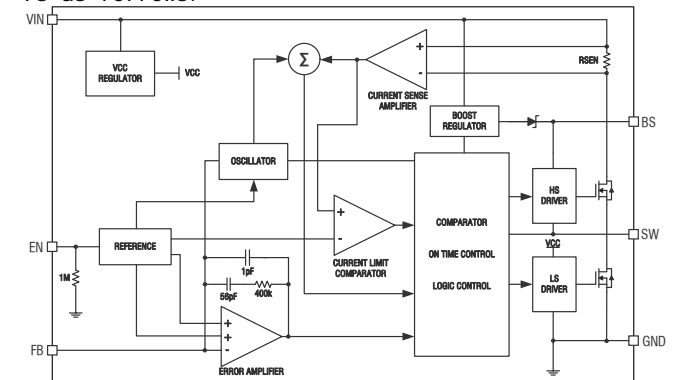 VIN
VCC
REGULATOR
VCC
Σ
+
-
CURRENT SENSE
AMPLIFIER
RSEN
BOOST
REGULATOR
BS
OSCILLATOR
HS
DRIVER
COMPARATOR
ON TIME CONTROL
LOGIC CONTROL
+
-
CURRENT LIMIT
COMPARATOR
EN
REFERENCE
SW
VCC
1M
1pF
56pF
400k
LS
DRIVER
+
+
-
ERROR AMPLIFIER
FB
GND